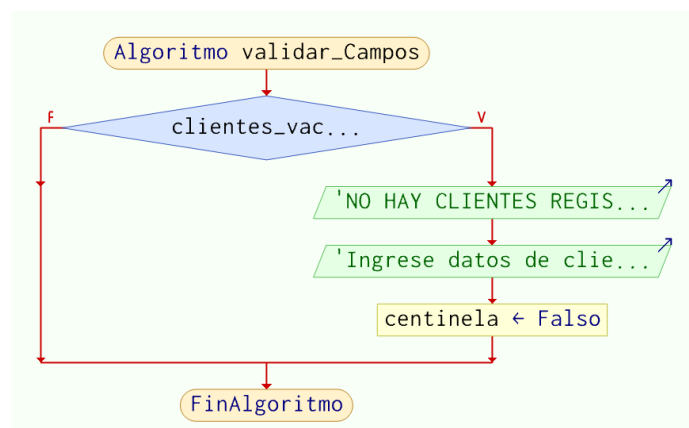 Algoritmo validar_Campos
F
V
clientes_vac...
'NO HAY CLIENTES REGIS...
'Ingrese datos de clie...
centinela ← Falso
FinAlgoritmo